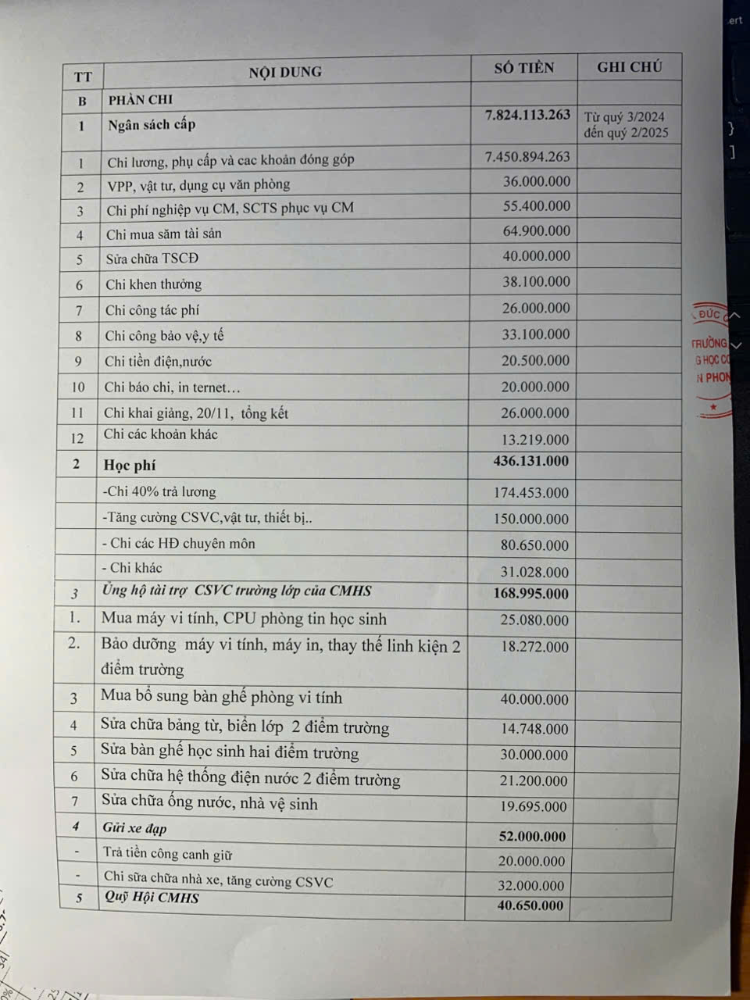 TT NỘI DUNG SỐ TIỀN GHI CHÚ
B PHẦN CHI
1 Ngân sách cấp 7.824.113.263 Từ quý 3/2024
đến quý 2/2025
1 Chi lương, phụ cấp và cac khoản đóng góp 7.450.894.263
2 VPP, vật tư, dụng cụ văn phòng 36.000.000
3 Chi phí nghiệp vụ CM, SCTS phục vụ CM 55.400.000
4 Chi mua săm tài sản 64.900.000
5 Sửa chữa TSCĐ 40.000.000
6 Chi khen thưởng 38.100.000
7 Chi công tác phí 26.000.000
8 Chi công bảo vệ,y tế 33.100.000
9 Chi tiền điện,nước 20.500.000
10 Chi báo chi, in ternet... 20.000.000
11 Chi khai giảng, 20/11, tổng kết 26.000.000
12 Chi các khoản khác 13.219.000
2 Học phí 436.131.000
-Chi 40% trả lương 174.453.000
-Tăng cường CSVC,vật tư, thiết bị.. 150.000.000
- Chi các HĐ chuyên môn 80.650.000
- Chi khác 31.028.000
3 Ủng hộ tài trợ CSVC trường lớp của CMHS 168.995.000
1. Mua máy vi tính, CPU phòng tin học sinh 25.080.000
2. Bảo dưỡng máy vi tính, máy in, thay thế linh kiện 2 18.272.000
điểm trường
3 Mua bổ sung bàn ghế phòng vi tính 40.000.000
4 Sửa chữa bảng từ, biển lớp 2 điểm trường 14.748.000
5 Sửa bàn ghế học sinh hai điểm trường 30.000.000
6 Sửa chữa hệ thống điện nước 2 điểm trường 21.200.000
7 Sửa chữa ống nước, nhà vệ sinh 19.695.000
4 Gửi xe đạp 52.000.000
- Trả tiền công canh giữ 20.000.000
- Chi sữa chữa nhà xe, tăng cường CSVC 32.000.000
5 Quỹ Hội CMHS 40.650.000
ĐỨC
TRƯỜNG
G HỌC CƠ
N PHON